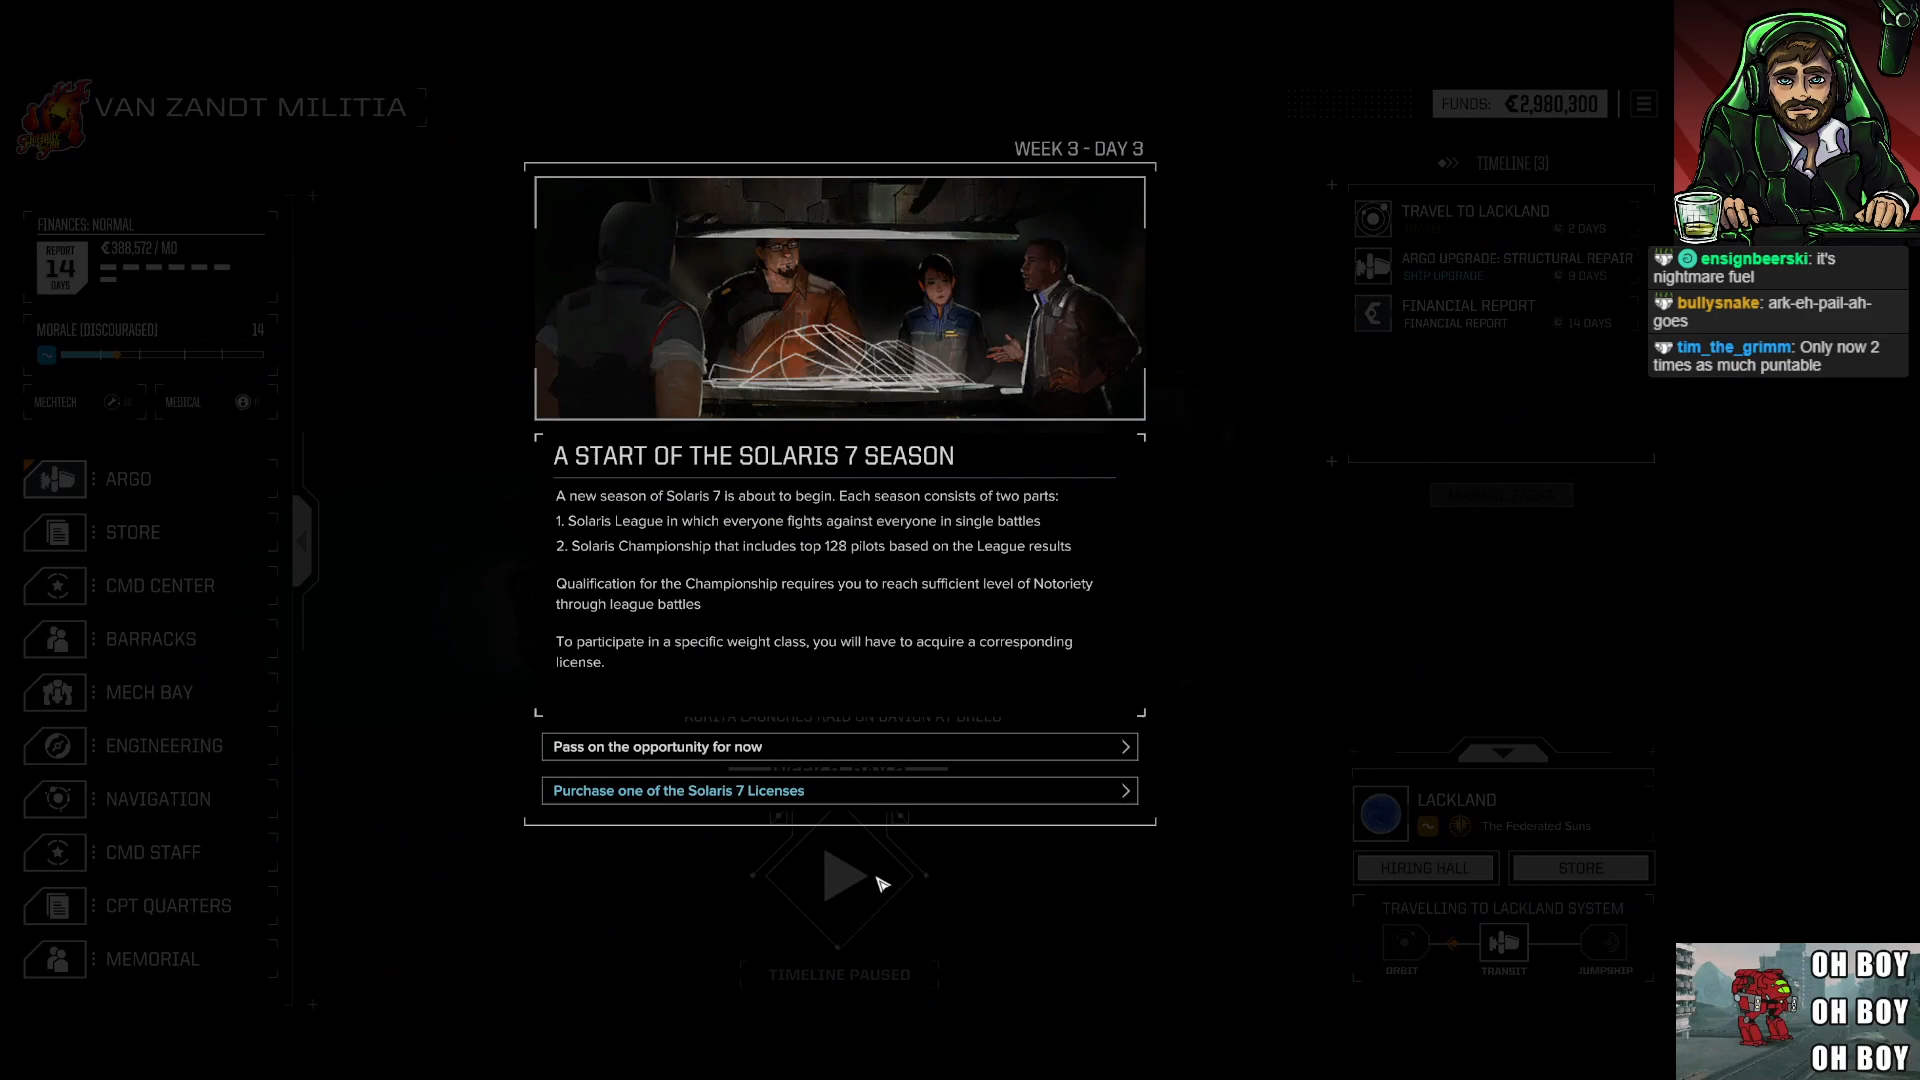 VAN ZANDT MILITIA
FUNDS: ₡2,980,300
WEEK 3 - DAY 3
TIMELINE (3)
FINANCES: NORMAL
REPORT
14
DAYS
₡388,572 / MO
MORALE (DISCOURAGED) 14
MECHTECH
MEDICAL
ARGO
STORE
CMD CENTER
BARRACKS
MECH BAY
ENGINEERING
NAVIGATION
CMD STAFF
CPT QUARTERS
MEMORIAL
A START OF THE SOLARIS 7 SEASON
A new season of Solaris 7 is about to begin. Each season consists of two parts:
1. Solaris League in which everyone fights against everyone in single battles
2. Solaris Championship that includes top 128 pilots based on the League results
Qualification for the Championship requires you to reach sufficient level of Notoriety
through league battles
To participate in a specific weight class, you will have to acquire a corresponding
license.
Pass on the opportunity for now
Purchase one of the Solaris 7 Licenses
TIMELINE PAUSED
TRAVEL TO LACKLAND
2 DAYS
ARGO UPGRADE: STRUCTURAL REPAIR
SHIP UPGRADE 9 DAYS
FINANCIAL REPORT
FINANCIAL REPORT 14 DAYS
LACKLAND
The Federated Suns
HIRING HALL
STORE
TRAVELLING TO LACKLAND SYSTEM
ORBIT
TRANSIT
JUMPSHIP
ensignbeerski: it's
nightmare fuel
bullysnake: ark-eh-pail-ah-
goes
tim_the_grimm: Only now 2
times as much puntable
OH BOY
OH BOY
OH BOY